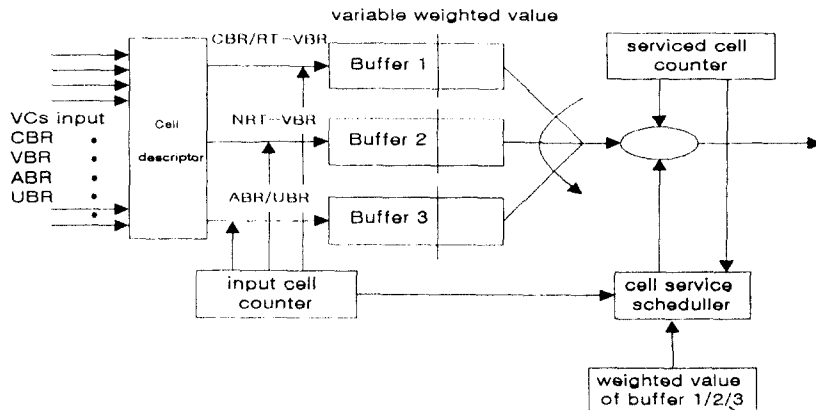 variable weighted value
CBR/RT-VBR
Buffer 1
serviced cell
counter
VCs input
CBR
VBR
ABR
UBR
Cell
descriptor
NRT-VBR
Buffer 2
ABR/UBR
Buffer 3
input cell
counter
cell service
scheduller
weighted value
of buffer 1/2/3